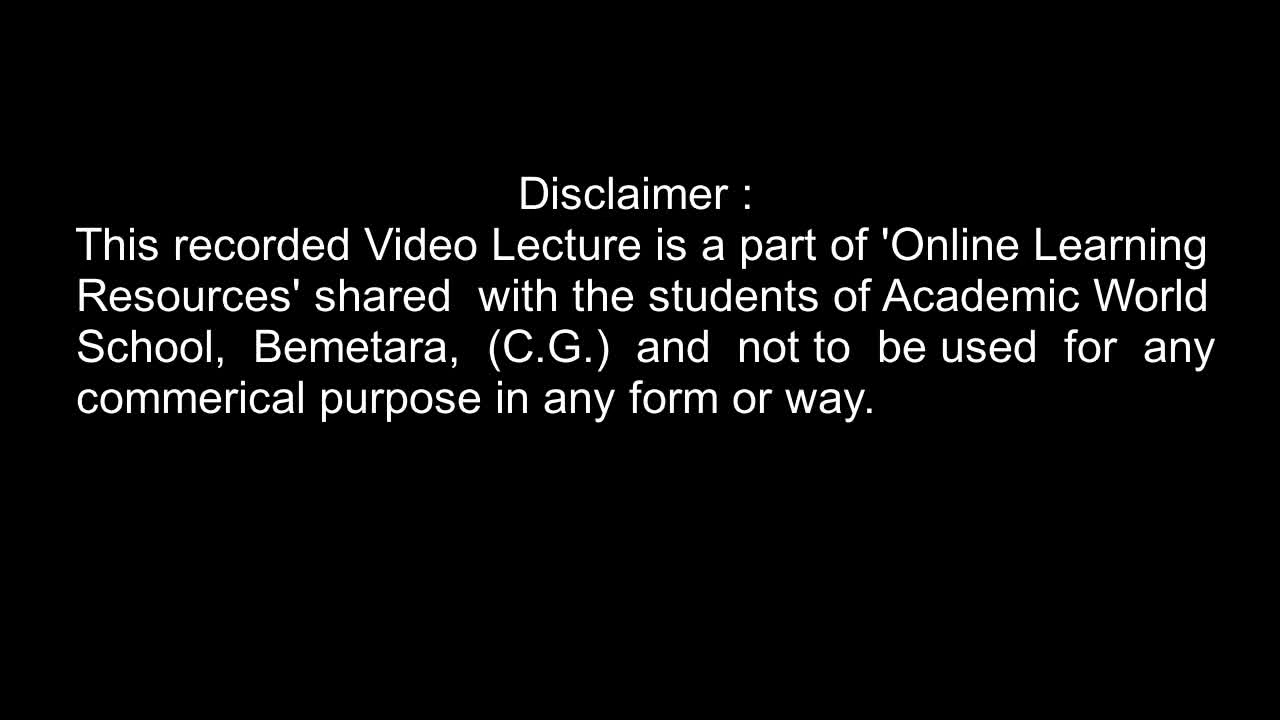 Disclaimer :
This recorded Video Lecture is a part of 'Online Learning
Resources' shared  with the students of Academic World
School,  Bemetara,  (C.G.)  and  not to  be used  for  any
commerical purpose in any form or way.